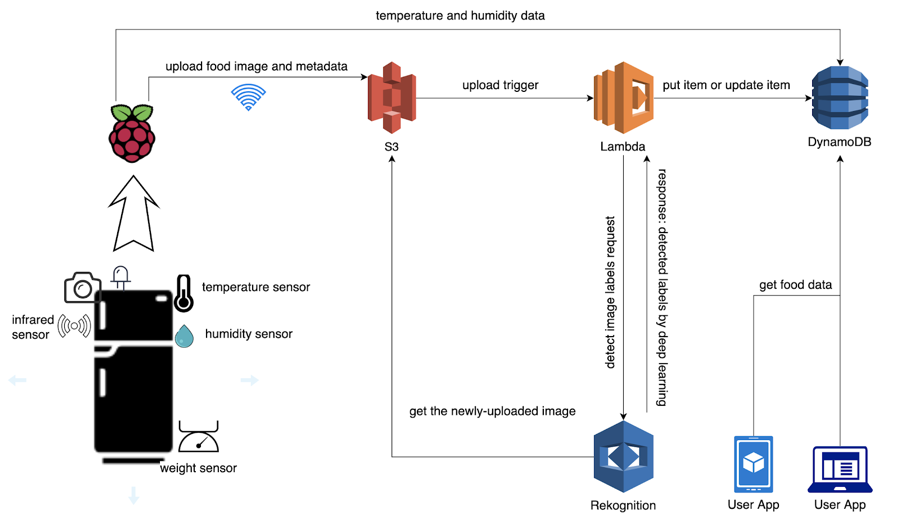 temperature and humidity data
upload food image and metadata
upload trigger
put item or update item
S3
Lambda
DynamoDB
detect image labels request
response: detected labels by deep learning
temperature sensor
get food data
infrared
sensor
humidity sensor
get the newly-uploaded image
weight sensor
Rekognition
User App
User App